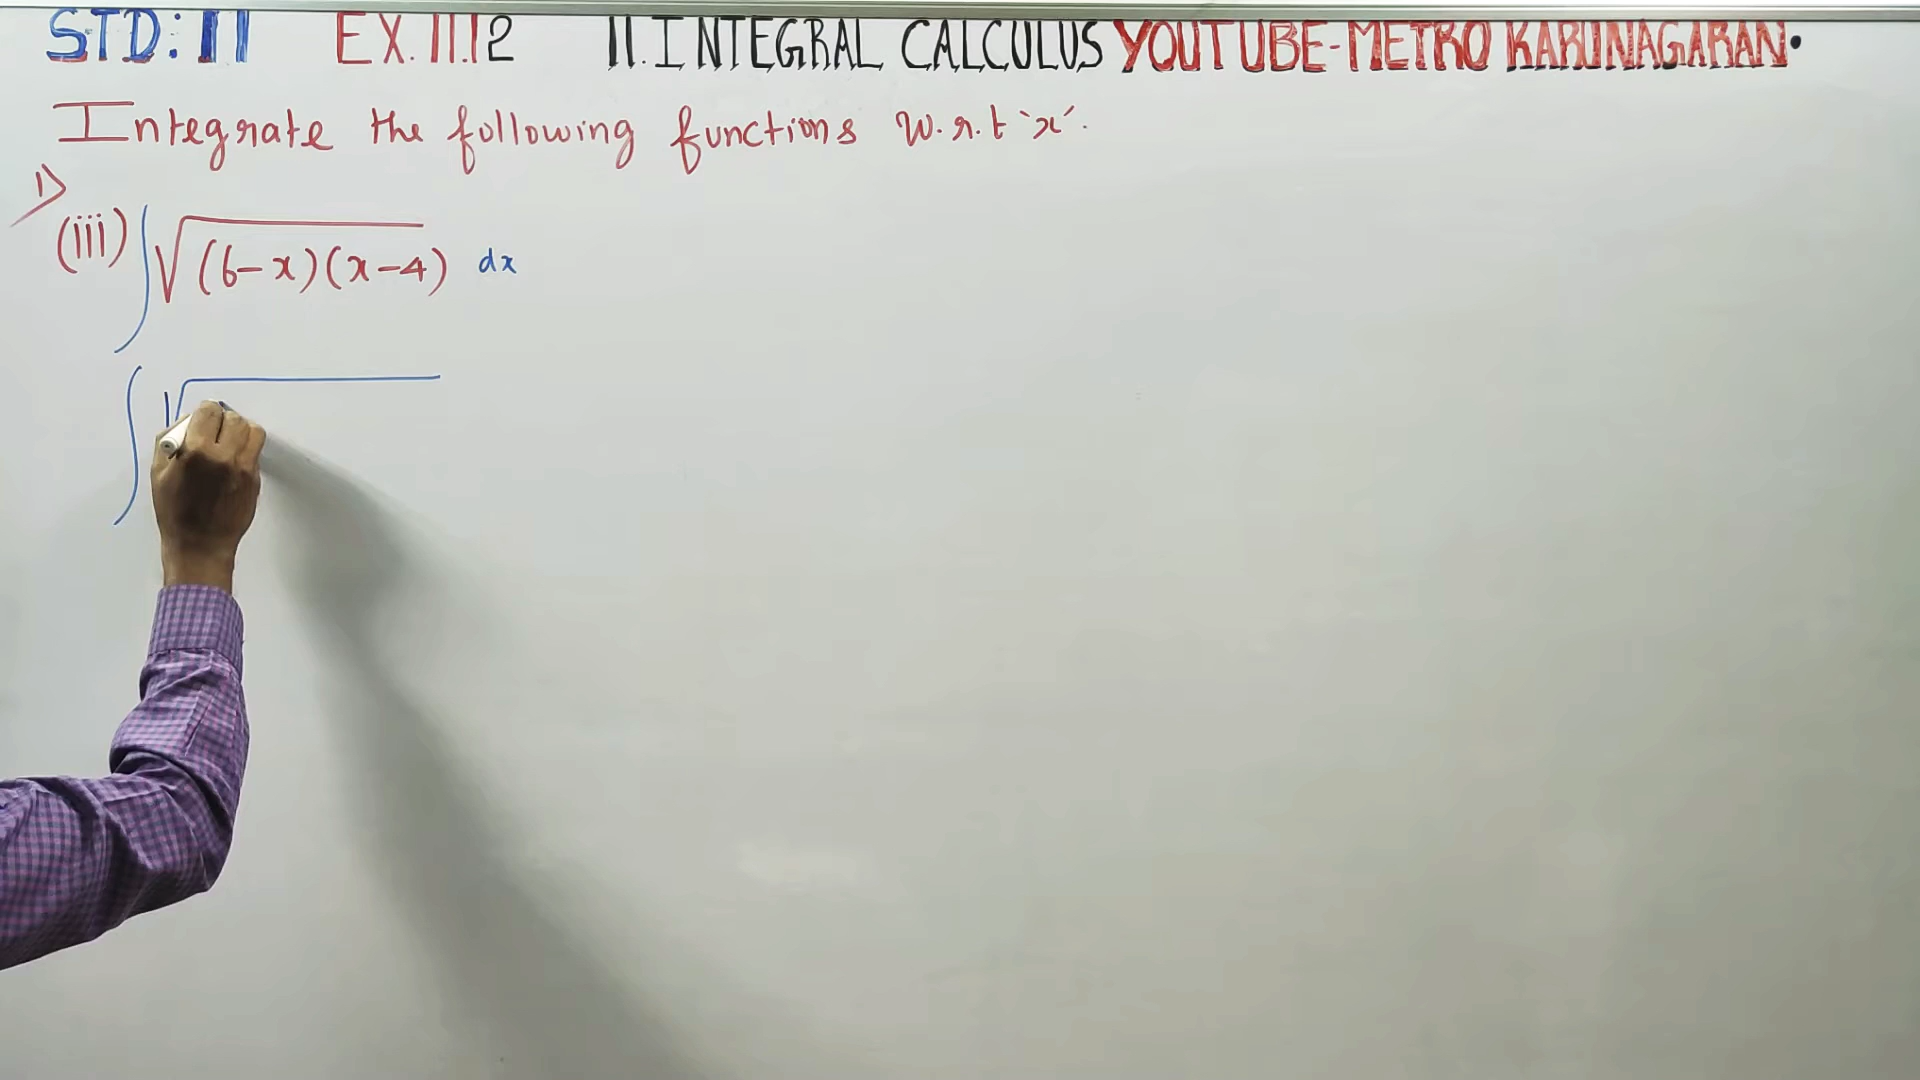 STD: 11 EX. 11.12 11. INTEGRAL CALCULUS YOUTUBE-METRO KARUNAGARAN.
Integrate the following functions w.r.t 'x'.
1)
(iii) ∫√(6-x)(x-4) dx
∫√